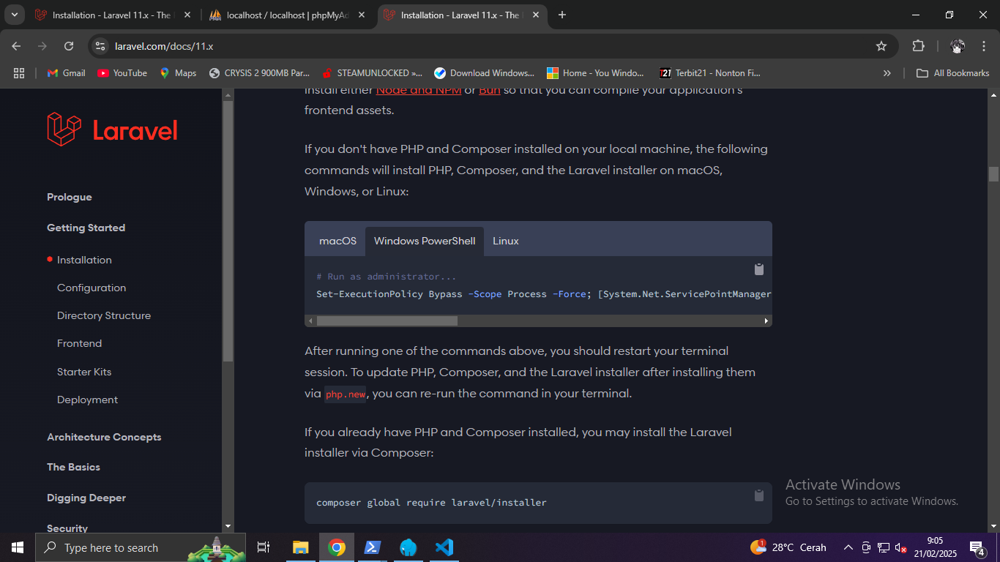 Installation - Laravel 11.x - The
localhost / localhost | phpMyAd
Installation - Laravel 11.x - The
laravel.com/docs/11.x
Gmail
YouTube
Maps
CRYSIS 2 900MB Par...
STEAMUNLOCKED »...
Download Windows...
Home - You Windo...
Terbit21 - Nonton Fi...
All Bookmarks
Laravel
Prologue
Getting Started
Installation
Configuration
Directory Structure
Frontend
Starter Kits
Deployment
Architecture Concepts
The Basics
Digging Deeper
Security
install either Node and NPM or Bun so that you can compile your application's
frontend assets.
If you don't have PHP and Composer installed on your local machine, the following
commands will install PHP, Composer, and the Laravel installer on macOS,
Windows, or Linux:
macOS Windows PowerShell Linux
# Run as administrator...
Set-ExecutionPolicy Bypass -Scope Process -Force; [System.Net.ServicePointManager
After running one of the commands above, you should restart your terminal
session. To update PHP, Composer, and the Laravel installer after installing them
via php.new, you can re-run the command in your terminal.
If you already have PHP and Composer installed, you may install the Laravel
installer via Composer:
composer global require laravel/installer
Activate Windows
Go to Settings to activate Windows.
Type here to search
1
28°C Cerah
9:05
21/02/2025
4